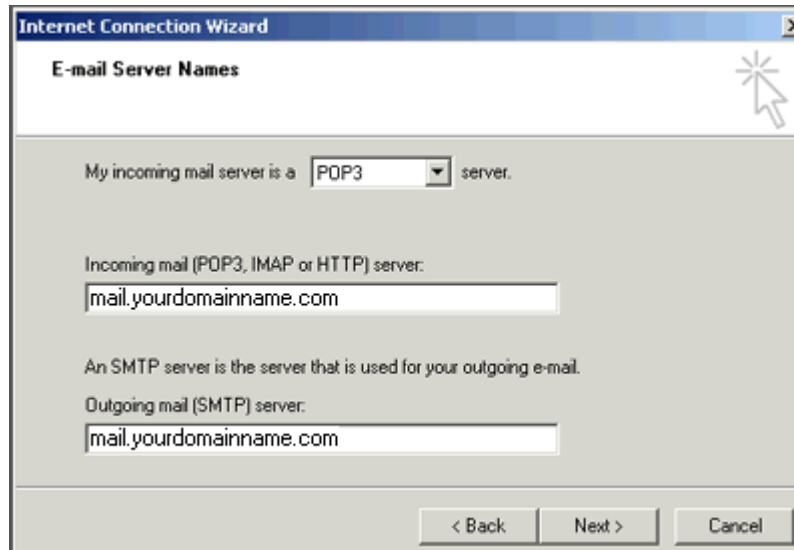 Internet Connection Wizard
E-mail Server Names
My incoming mail server is a POP3 server.
Incoming mail (POP3, IMAP or HTTP) server:
mail.yourdomainname.com
An SMTP server is the server that is used for your outgoing e-mail.
Outgoing mail (SMTP) server:
mail.yourdomainname.com
< Back Next > Cancel